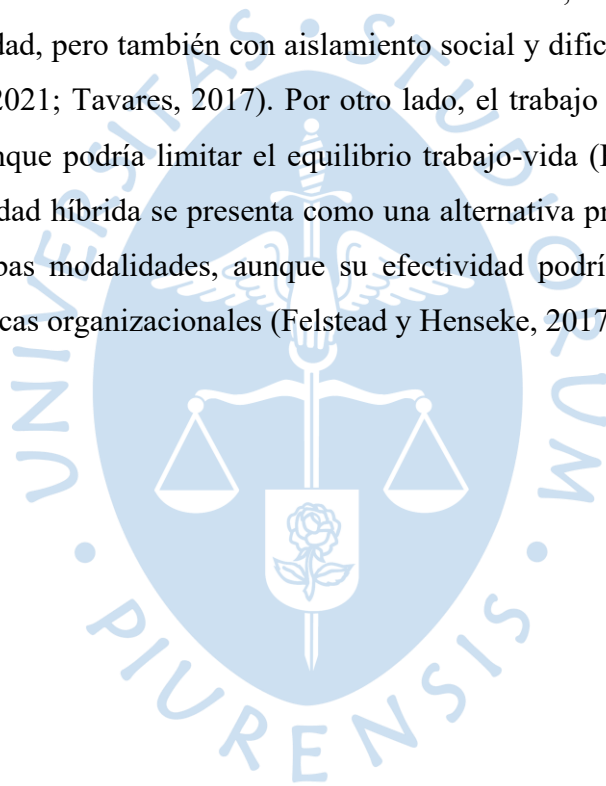 dad, pero también con aislamiento social y dific
2021; Tavares, 2017). Por otro lado, el trabajo
nque podría limitar el equilibrio trabajo-vida (
dad híbrida se presenta como una alternativa pr
bas modalidades, aunque su efectividad podrí
cas organizacionales (Felstead y Henseke, 2017
UNIVERSITAS • STUDIORUM • PIURENSIS •